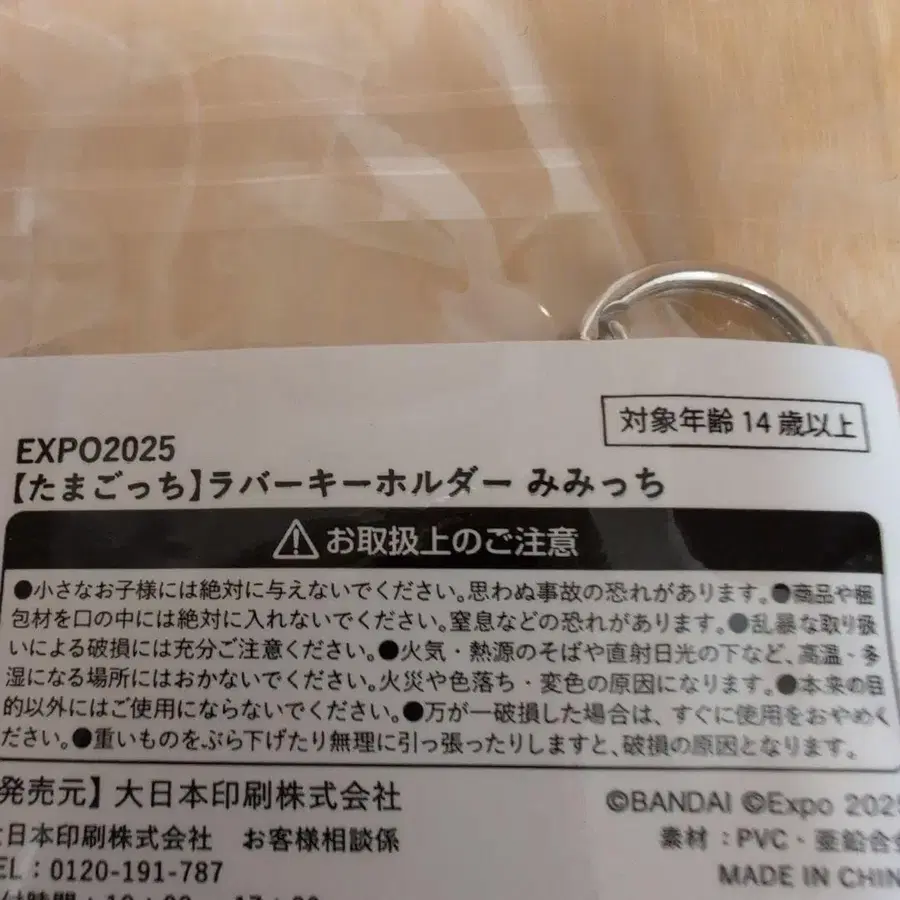 対象年齢14歳以上
EXPO2025
【たまごっち】ラバーキーホルダー みみっち
お取扱上のご注意
●小さなお子様には絶対に与えないでください。思わぬ事故の恐れがあります。●商品や梱
包材を口の中には絶対に入れないでください。窒息などの恐れがあります。●乱暴な取り扱
いによる破損には充分ご注意ください。●火気・熱源のそばや直射日光の下など、高温・多
湿になる場所にはおかないでください。火災や色落ち・変色の原因になります。●本来の目
的以外にはご使用にならないでください。●万が一破損した場合は、すぐに使用をおやめく
ださい。●重いものをぶら下げたり無理に引っ張ったりしますと、破損の原因となります。
発売元】大日本印刷株式会社
©BANDAI ©Expo 2025
大日本印刷株式会社 お客様相談係
素材：PVC・亜鉛合金
EL：0120-191-787
MADE IN CHIN